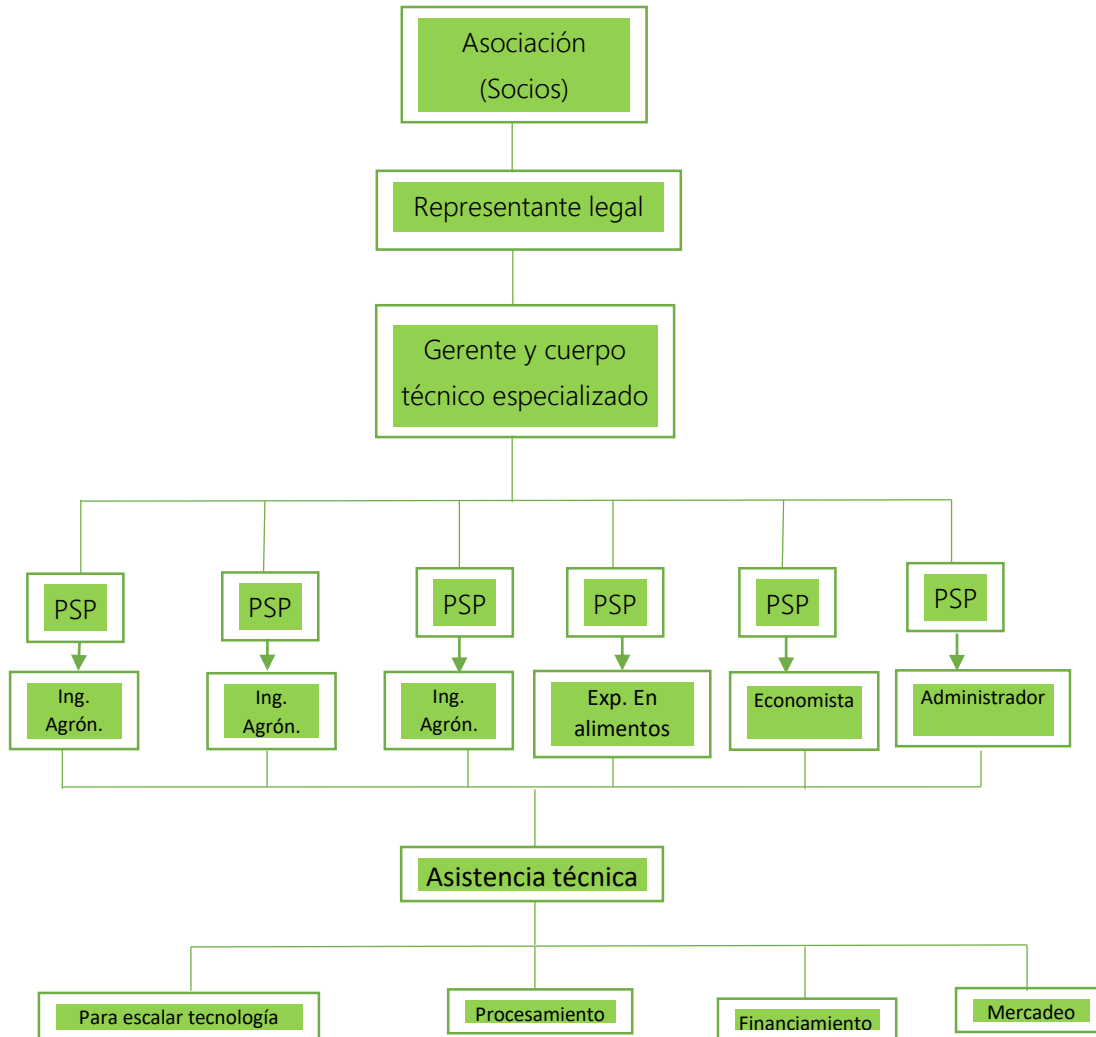 Asociación
(Socios)
Representante legal
Gerente y cuerpo
técnico especializado
PSP
PSP
PSP
PSP
PSP
PSP
Ing.
Agrón.
Ing.
Agrón.
Ing.
Agrón.
Exp. En
alimentos
Economista
Administrador
Asistencia técnica
Para escalar tecnología
Procesamiento
Financiamiento
Mercadeo